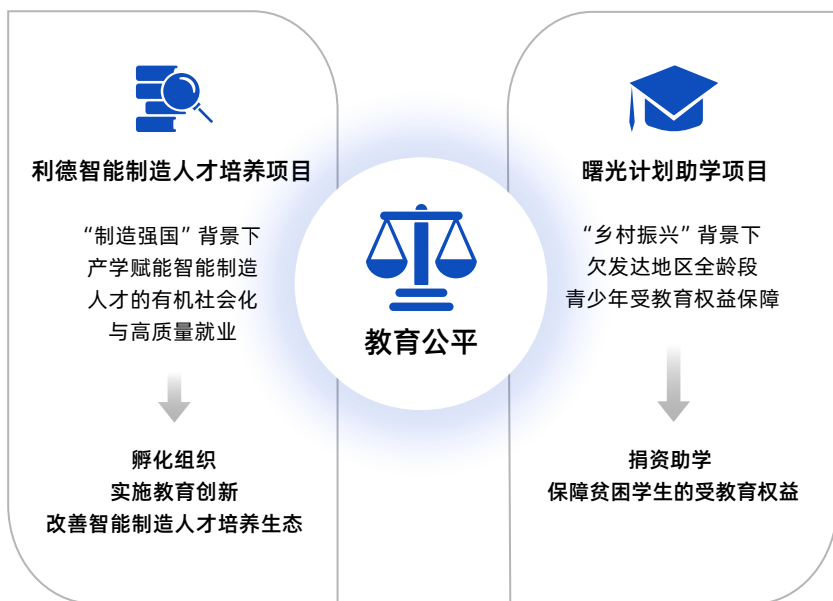 利德智能制造人才培养项目
“制造强国”背景下
产学赋能智能制造
人才的有机社会化
与高质量就业
孵化组织
实施教育创新
改善智能制造人才培养生态
教育公平
曙光计划助学项目
“乡村振兴”背景下
欠发达地区全龄段
青少年受教育权益保障
捐资助学
保障贫困学生的受教育权益